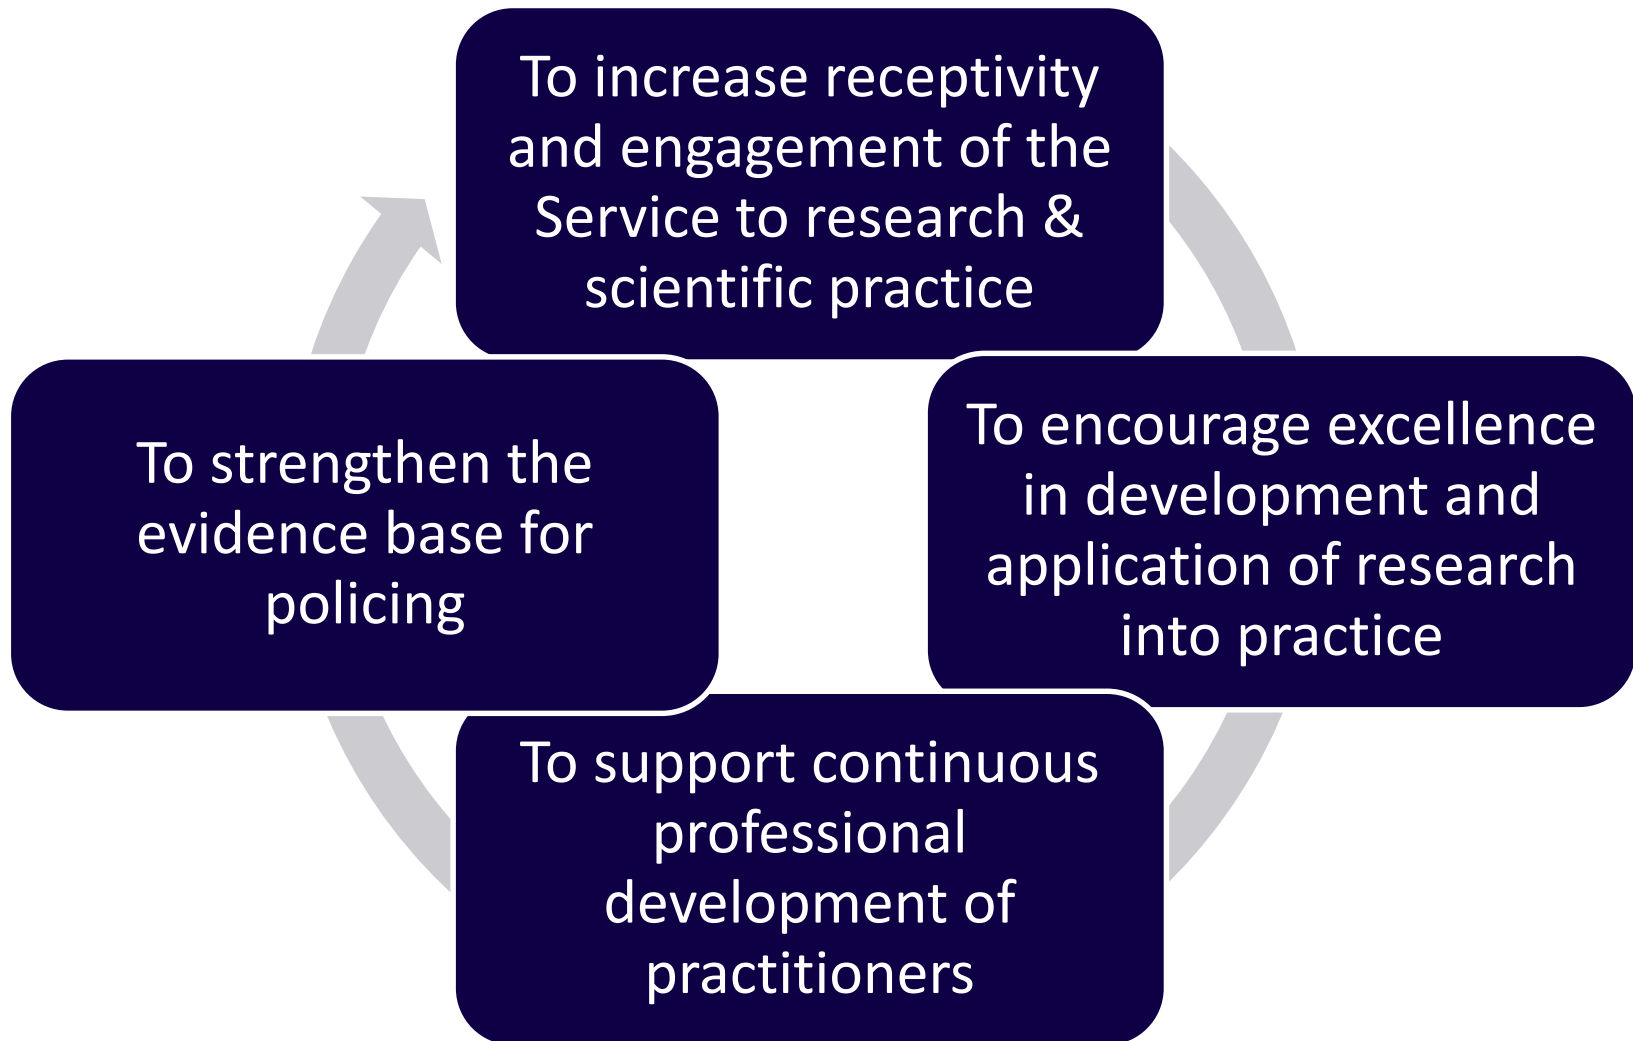 To increase receptivity
and engagement of the
Service to research &
scientific practice
To encourage excellence
in development and
application of research
into practice
To support continuous
professional
development of
practitioners
To strengthen the
evidence base for
policing